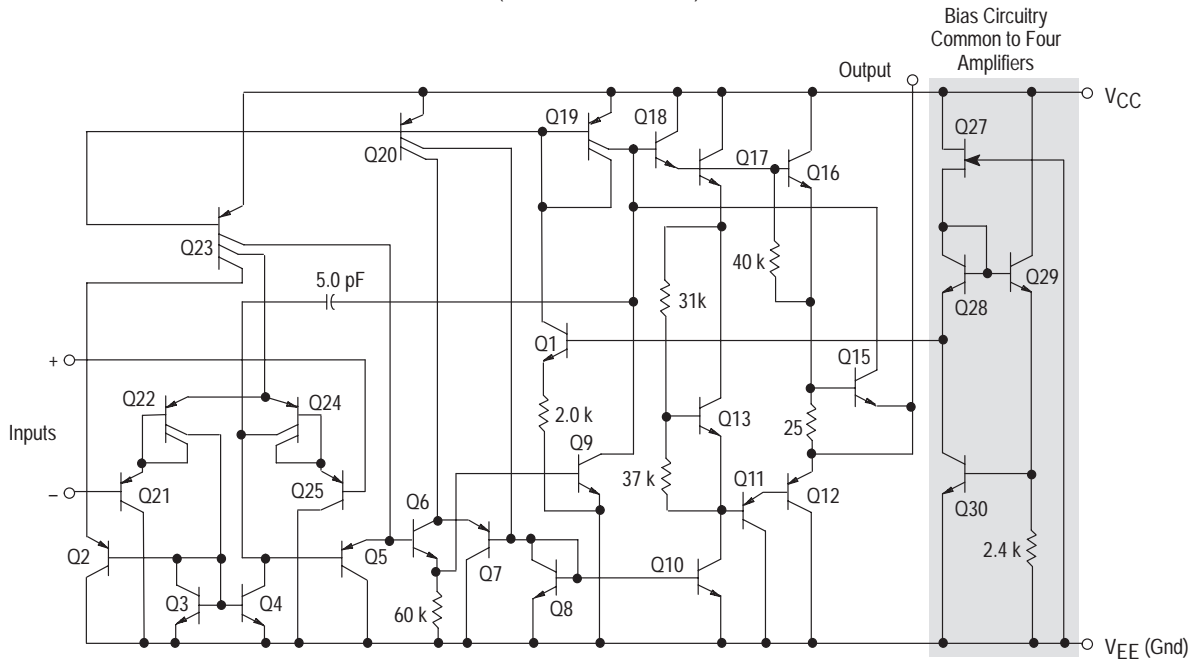 Bias Circuitry
Common to Four
Amplifiers
Output
VCC
Q19
Q18
Q27
Q20
Q17
Q16
Q23
5.0 pF
40 k
31k
Q28
Q29
+
Q1
Q15
Q22
Q24
2.0 k
Q13
25
Inputs
Q9
37 k
–
Q21
Q25
Q6
Q11
Q12
Q30
Q2
Q5
Q7
Q10
2.4 k
Q3
Q4
60 k
Q8
VEE (Gnd)